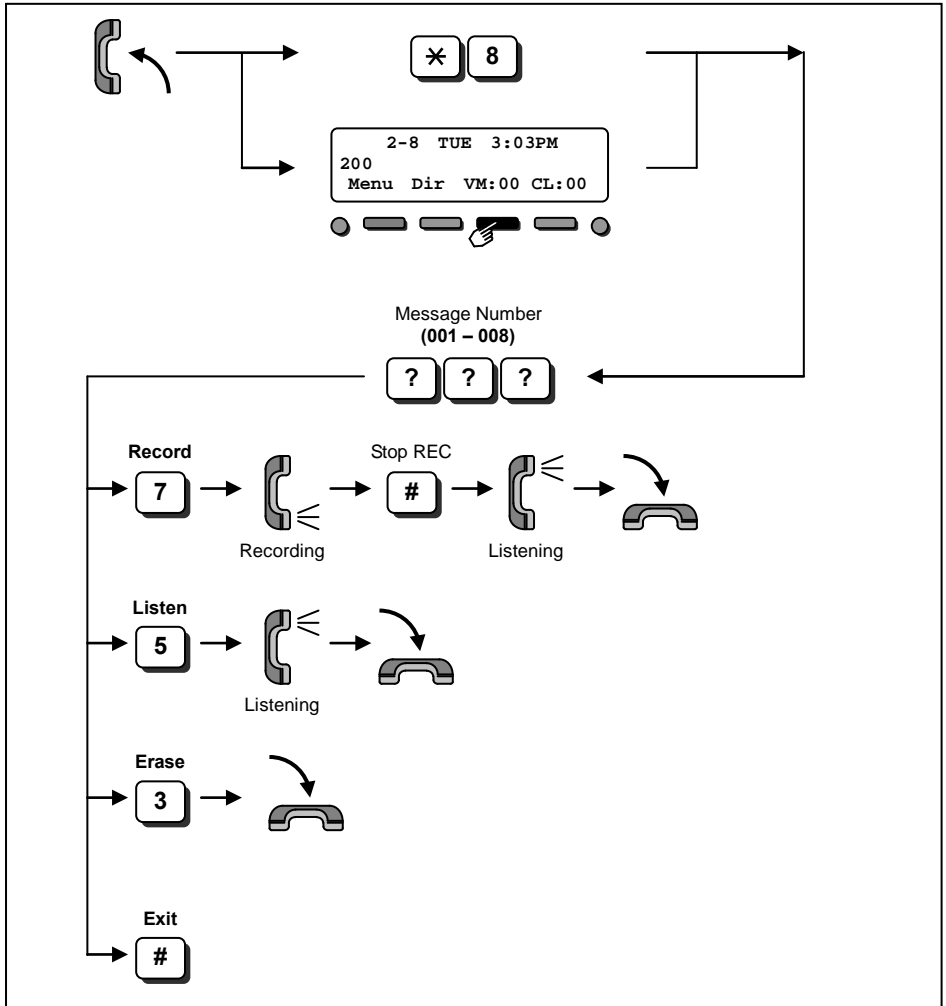 * 8
2-8 TUE 3:03PM
200
Menu Dir VM:00 CL:00
Message Number
(001 – 008)
? ? ?
Record
Stop REC
7
#
Recording
Listening
Listen
5
Listening
Erase
3
Exit
#